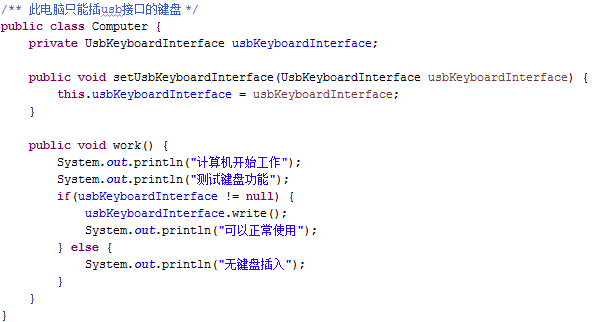 /** 此电脑只能插usb接口的键盘 */
public class Computer {
    private UsbKeyboardInterface usbKeyboardInterface;

    public void setUsbKeyboardInterface(UsbKeyboardInterface usbKeyboardInterface) {
        this.usbKeyboardInterface = usbKeyboardInterface;
    }

    public void work() {
        System.out.println("计算机开始工作");
        System.out.println("测试键盘功能");
        if(usbKeyboardInterface != null) {
            usbKeyboardInterface.write();
            System.out.println("可以正常使用");
        } else {
            System.out.println("无键盘插入");
        }
    }
}